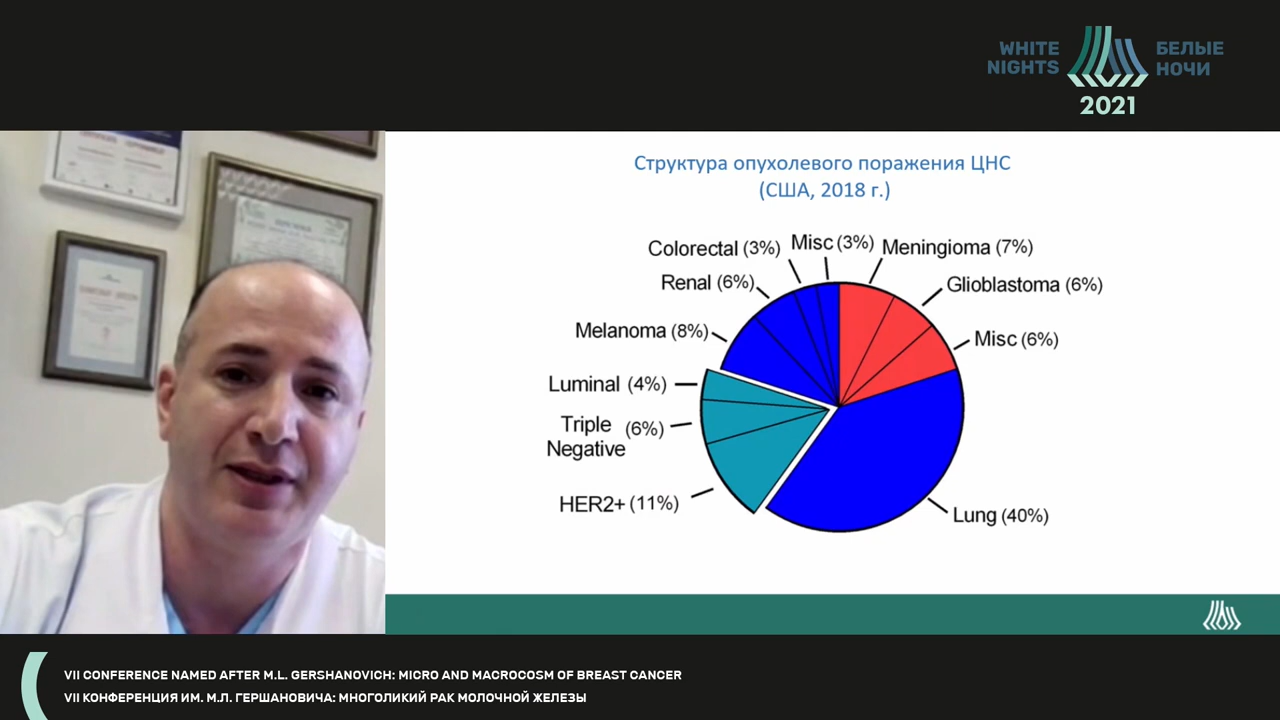 WHITE
NIGHTS
БЕЛЫЕ
НОЧИ
2021
Структура опухолевого поражения ЦНС
(США, 2018 г.)
Colorectal (3%)
Misc (3%)
Meningioma (7%)
Renal (6%)
Glioblastoma (6%)
Melanoma (8%)
Misc (6%)
Luminal (4%)
Triple
Negative
(6%)
HER2+ (11%)
Lung (40%)
VII CONFERENCE NAMED AFTER M.L. GERSHANOVICH: MICRO AND MACROCOSM OF BREAST CANCER
VII КОНФЕРЕНЦИЯ ИМ. М.Л. ГЕРШАНОВИЧА: МНОГОЛИКИЙ РАК МОЛОЧНОЙ ЖЕЛЕЗЫ